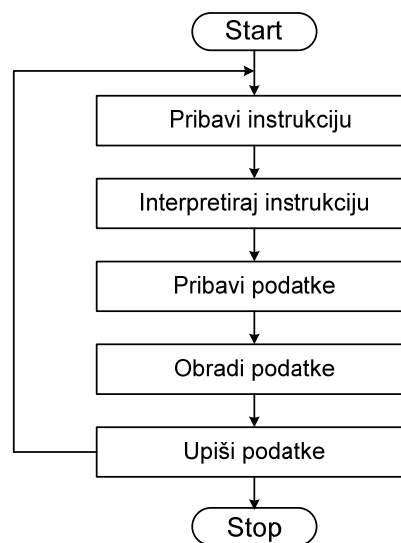 Start
Pribavi instrukciju
Interpretiraj instrukciju
Pribavi podatke
Obradi podatke
Upiši podatke
Stop